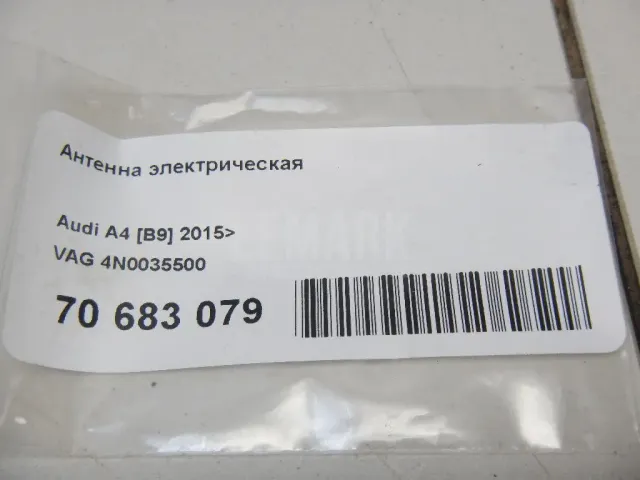 Антенна электрическая
Audi A4 [B9] 2015>
VAG 4N0035500
70 683 079